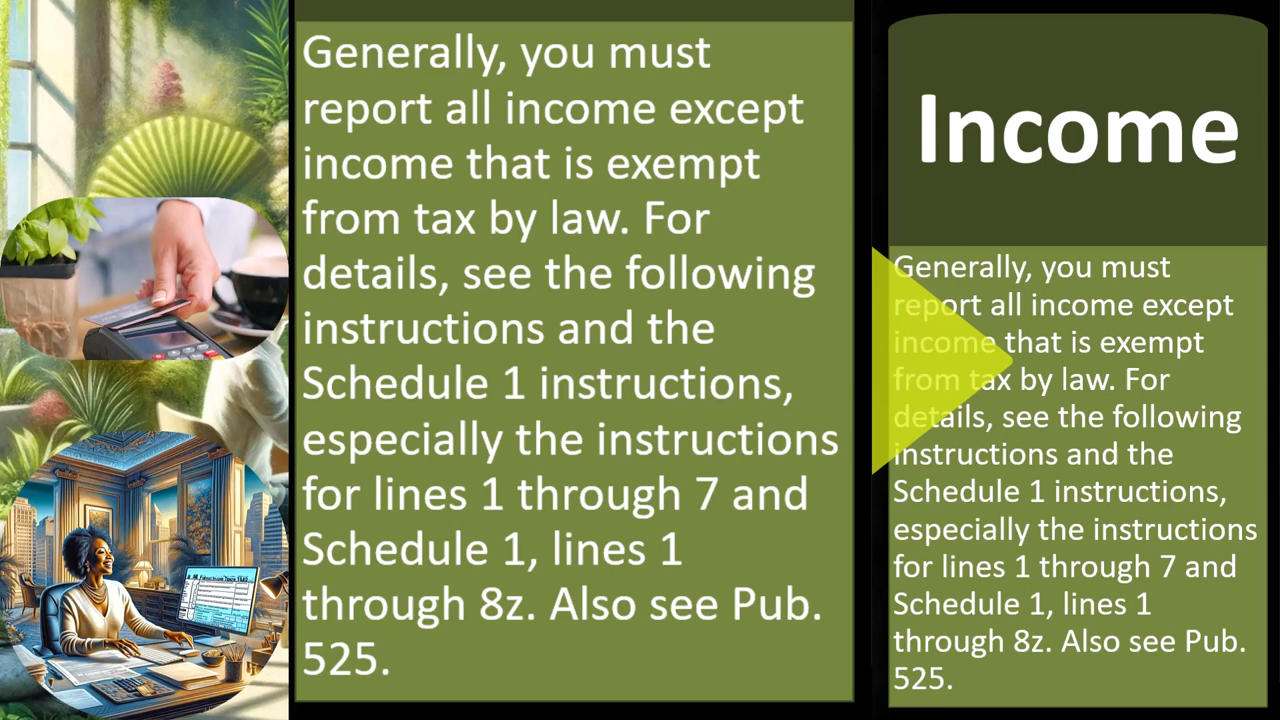 Generally, you must
report all income except
income that is exempt
from tax by law. For
details, see the following
instructions and the
Schedule 1 instructions,
especially the instructions
for lines 1 through 7 and
Schedule 1, lines 1
through 8z. Also see Pub.
525.
Income
Generally, you must
report all income except
income that is exempt
from tax by law. For
details, see the following
instructions and the
Schedule 1 instructions,
especially the instructions
for lines 1 through 7 and
Schedule 1, lines 1
through 8z. Also see Pub.
525.